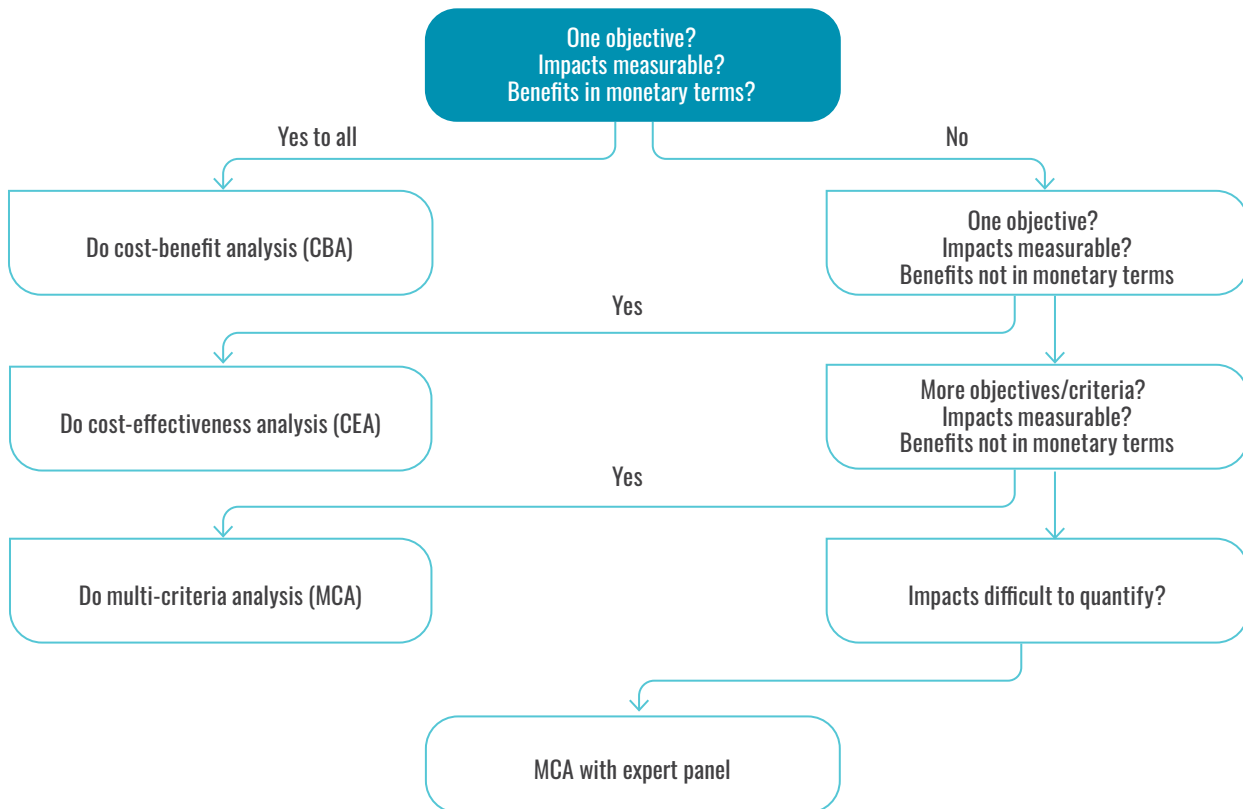 One objective?
Impacts measurable?
Benefits in monetary terms?
Yes to all
No
Do cost-benefit analysis (CBA)
One objective?
Impacts measurable?
Benefits not in monetary terms
Yes
Do cost-effectiveness analysis (CEA)
More objectives/criteria?
Impacts measurable?
Benefits not in monetary terms
Yes
Do multi-criteria analysis (MCA)
Impacts difficult to quantify?
MCA with expert panel